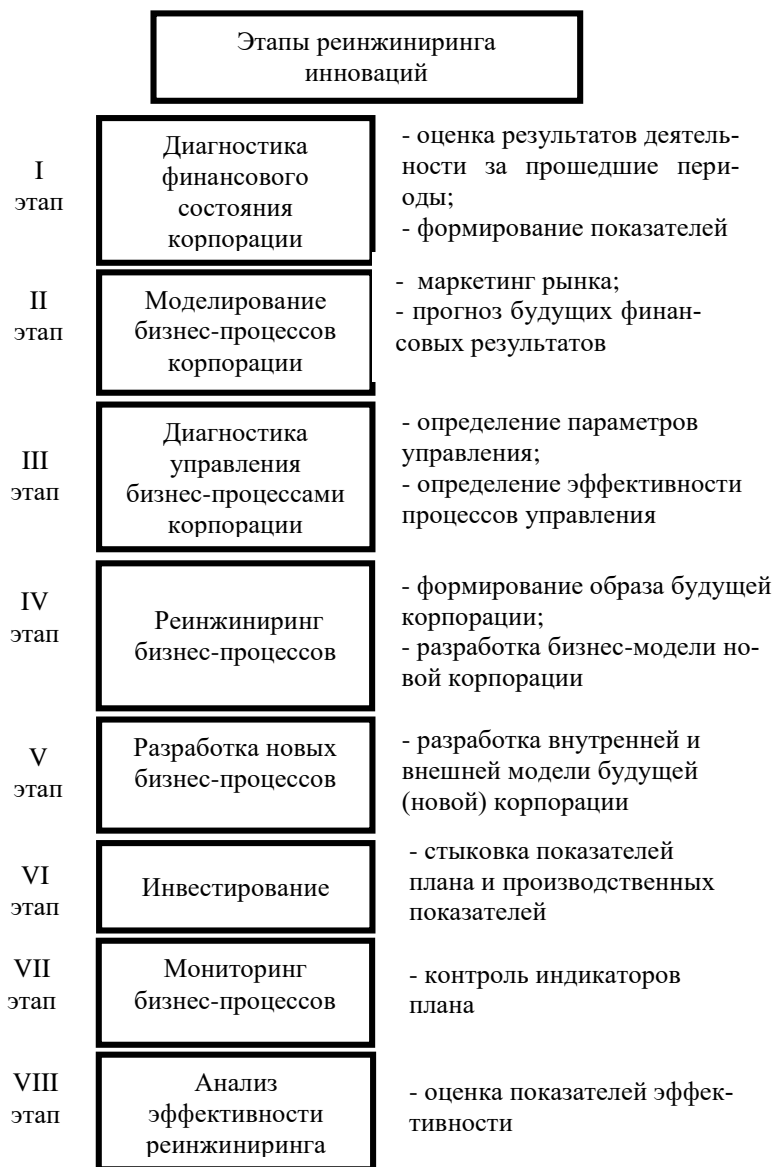 Этапы реинжиниринга
инноваций
I
этап
Диагностика
финансового
состояния
корпорации
- оценка результатов деятель-
ности за прошедшие пери-
оды;
- формирование показателей
II
этап
Моделирование
бизнес-процессов
корпорации
- маркетинг рынка;
- прогноз будущих финан-
совых результатов
III
этап
Диагностика
управления
бизнес-процессами
корпорации
- определение параметров
управления;
- определение эффективности
процессов управления
IV
этап
Реинжиниринг
бизнес-процессов
- формирование образа будущей
корпорации;
- разработка бизнес-модели но-
вой корпорации
V
этап
Разработка новых
бизнес-процессов
- разработка внутренней и
внешней модели будущей
(новой) корпорации
VI
этап
Инвестирование
- стыковка показателей
плана и производственных
показателей
VII
этап
Мониторинг
бизнес-процессов
- контроль индикаторов
плана
VIII
этап
Анализ
эффективности
реинжиниринга
- оценка показателей эффек-
тивности